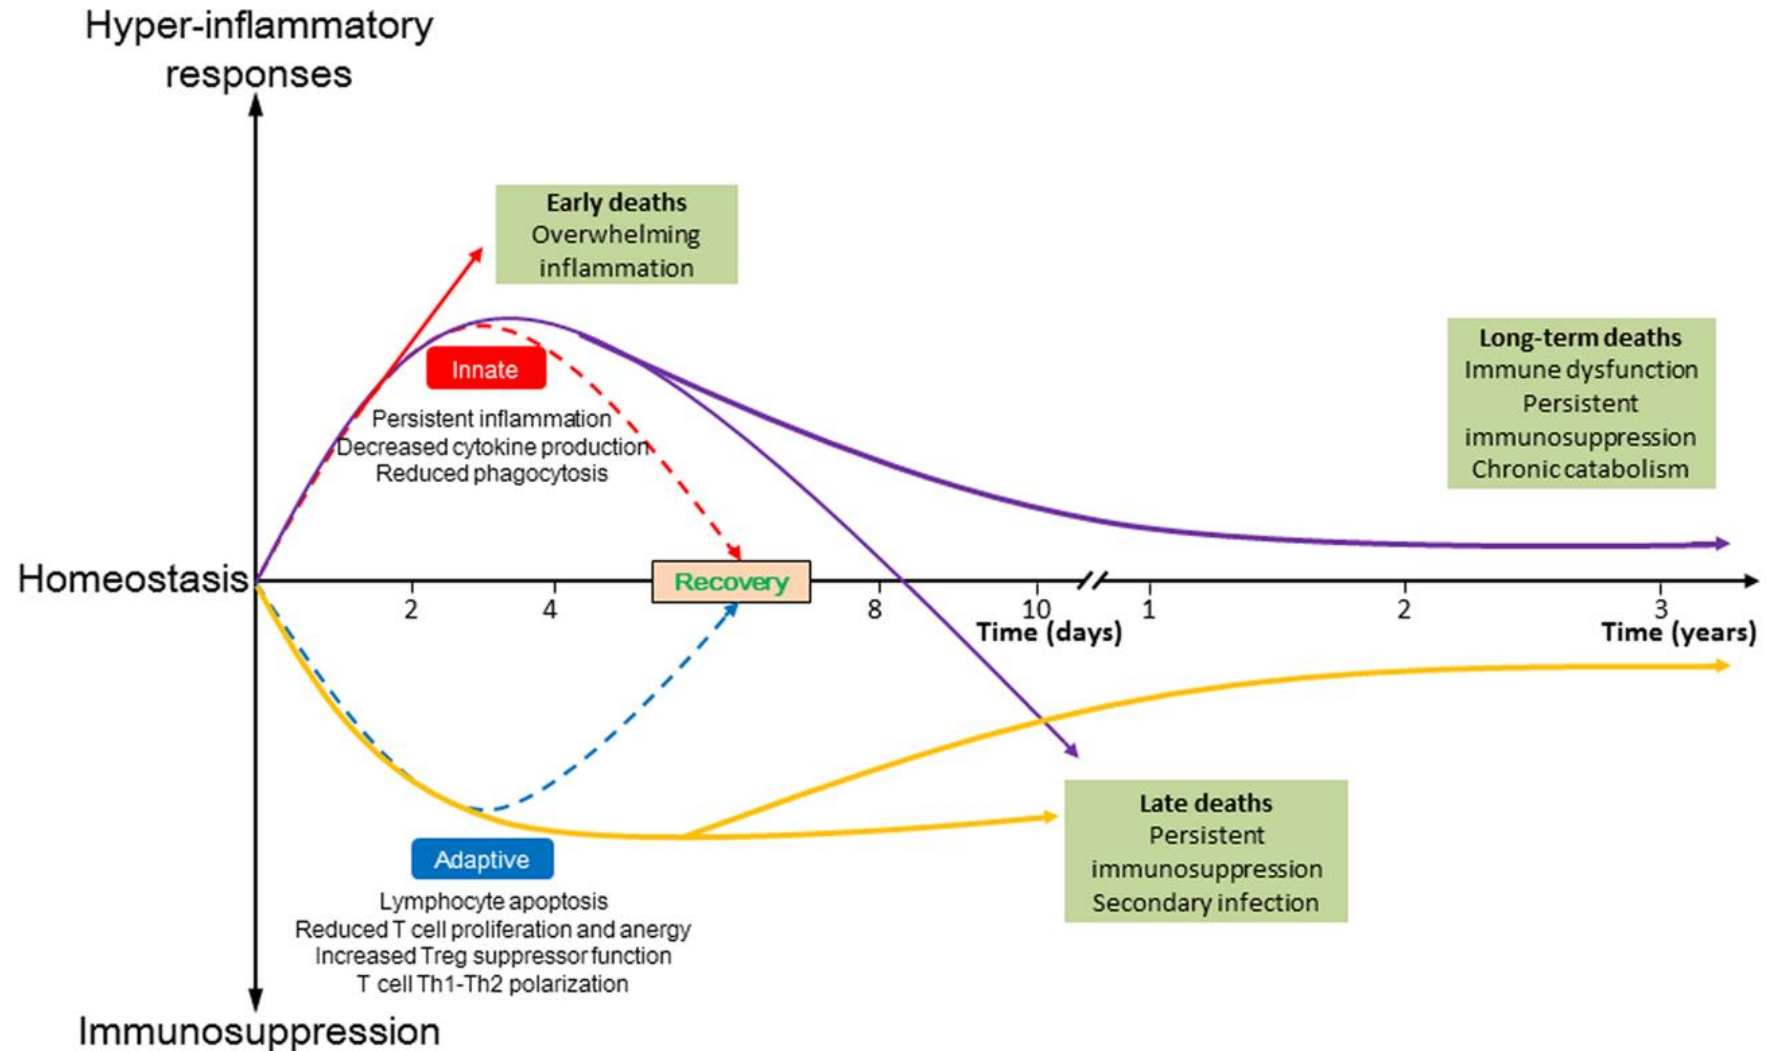 Hyper-inflammatory
responses
Early deaths
Overwhelming
inflammation
Innate
Persistent inflammation
Decreased cytokine production
Reduced phagocytosis
Long-term deaths
Immune dysfunction
Persistent
immunosuppression
Chronic catabolism
Homeostasis
Recovery
2
4
8
10
1
2
3
Time (days)
Time (years)
Adaptive
Lymphocyte apoptosis
Reduced T cell proliferation and anergy
Increased Treg suppressor function
T cell Th1-Th2 polarization
Late deaths
Persistent
immunosuppression
Secondary infection
Immunosuppression